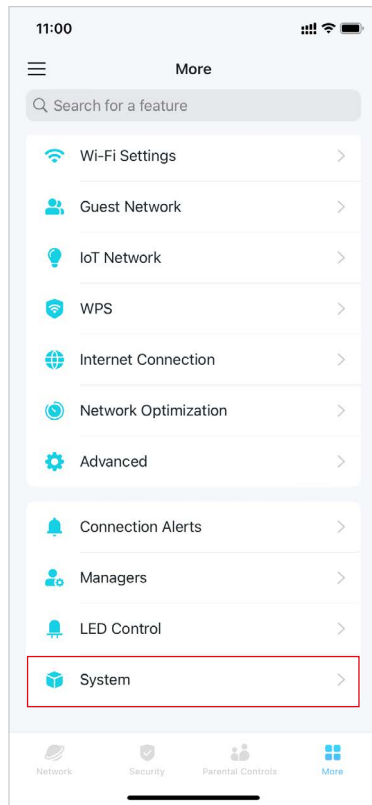 11:00
More
Search for a feature
Wi-Fi Settings
Guest Network
IoT Network
WPS
Internet Connection
Network Optimization
Advanced
Connection Alerts
Managers
LED Control
System
Network Security Parental Controls More